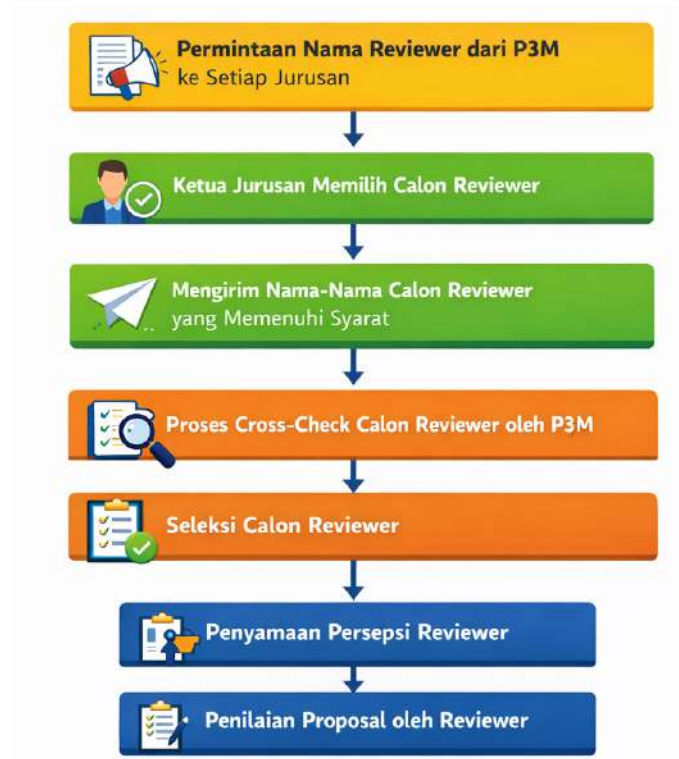 Permintaan Nama Reviewer dari P3M
ke Setiap Jurusan
Ketua Jurusan Memilih Calon Reviewer
Mengirim Nama-Nama Calon Reviewer
yang Memenuhi Syarat
Proses Cross-Check Calon Reviewer oleh P3M
Seleksi Calon Reviewer
Penyamaan Persepsi Reviewer
Penilaian Proposal oleh Reviewer